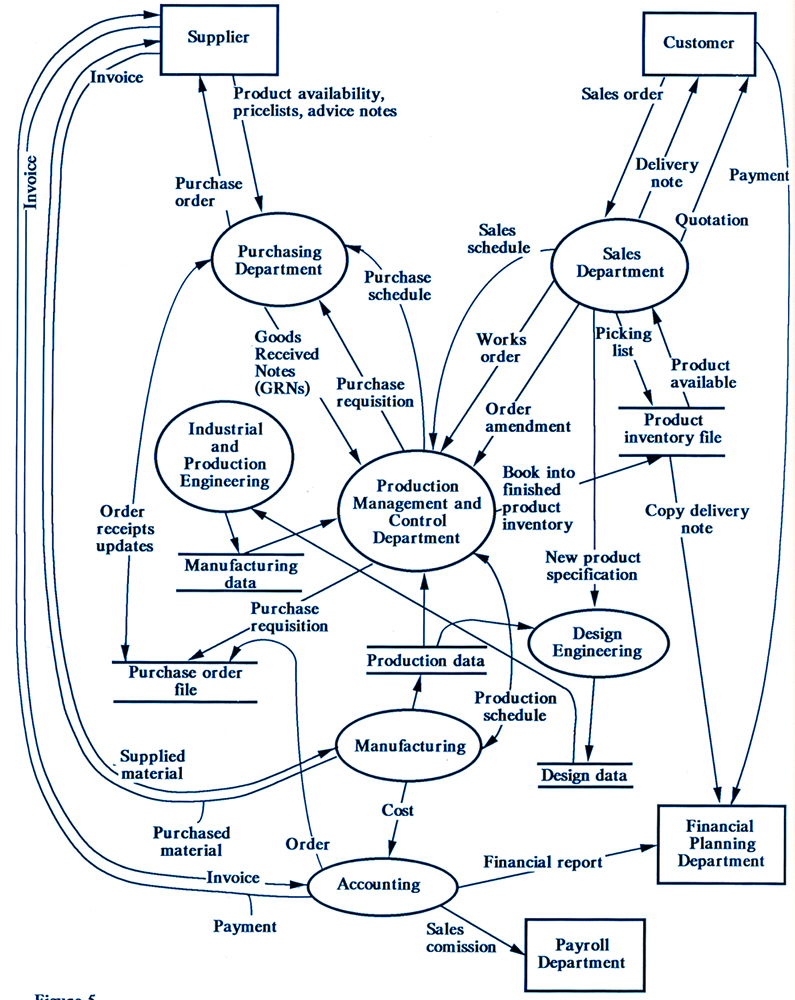 Supplier
Customer
Invoice
Product availability,
pricelists, advice notes
Sales order
Invoice
Purchase
order
Delivery
note
Payment
Quotation
Purchasing
Department
Sales
schedule
Sales
Department
Purchase
schedule
Goods
Received
Notes
(GRNs)
Works
order
Picking
list
Product
available
Purchase
requisition
Order
amendment
Product
inventory file
Industrial
and
Production
Engineering
Production
Management and
Control
Department
Book into
finished
product
inventory
Copy delivery
note
Order
receipts
updates
Manufacturing
data
New product
specification
Purchase
requisition
Design
Engineering
Production data
Purchase order
file
Production
schedule
Manufacturing
Supplied
material
Design data
Cost
Purchased
material
Order
Financial
Planning
Department
Financial report
Invoice
Accounting
Payment
Sales
comission
Payroll
Department
Figure 5